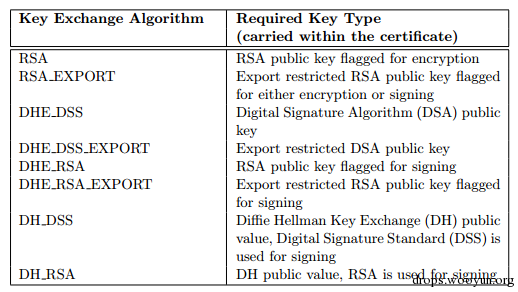 Key Exchange Algorithm Required Key Type
(carried within the certificate)
RSA RSA public key flagged for encryption
RSA_EXPORT Export restricted RSA public key flagged
for either encryption or signing
DHE_DSS Digital Signature Algorithm (DSA) public
key
DHE_DSS_EXPORT Export restricted DSA public key
DHE_RSA RSA public key flagged for signing
DHE_RSA_EXPORT Export restricted RSA public key flagged
for signing
DH_DSS Diffie Hellman Key Exchange (DH) public
value, Digital Signature Standard (DSS) is
used for signing
DH_RSA DH public value, RSA is used for signing
drops.wooyun.org